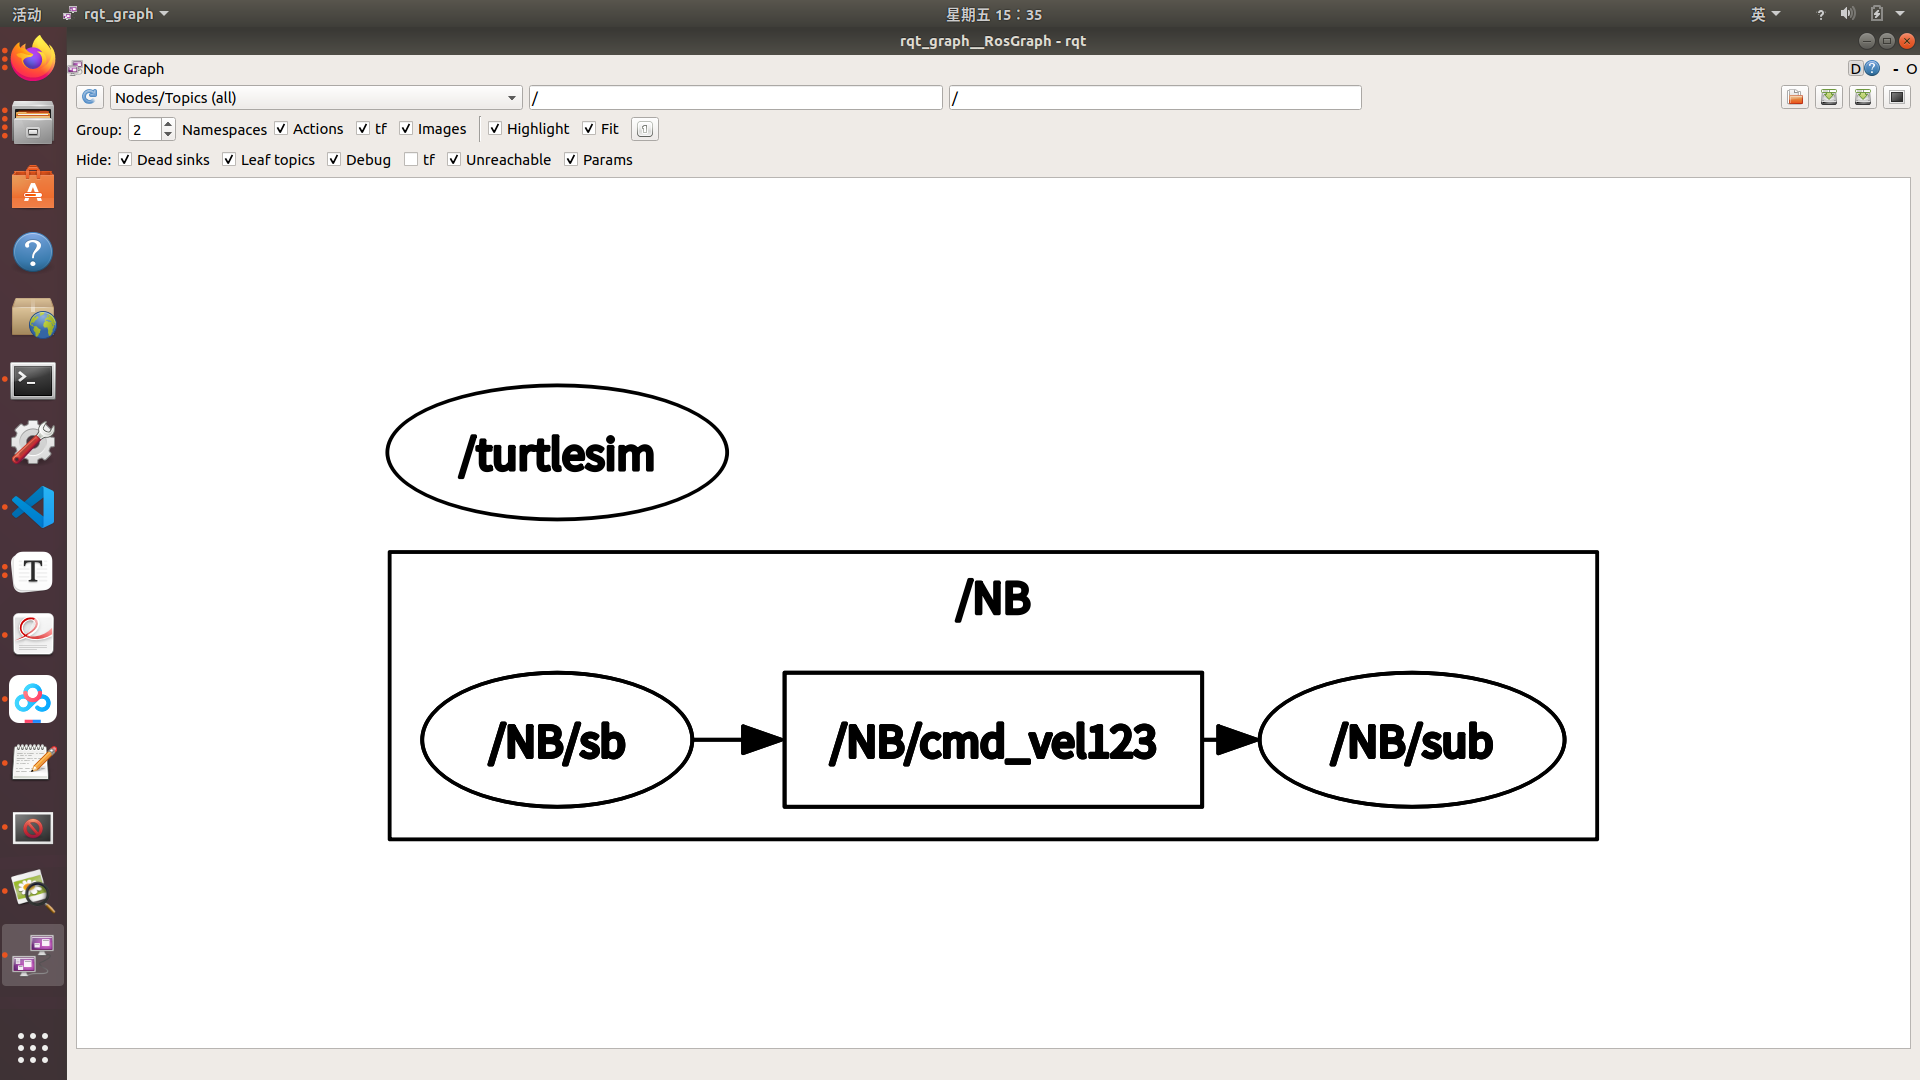 活动 rqt_graph 星期五 15：35 英 ?
rqt_graph__RosGraph - rqt
Node Graph D ? - O
Nodes/Topics (all) / /
Group: 2 Namespaces Actions tf Images Highlight Fit
Hide: Dead sinks Leaf topics Debug tf Unreachable Params
/turtlesim
/NB
/NB/sb /NB/cmd_vel123 /NB/sub